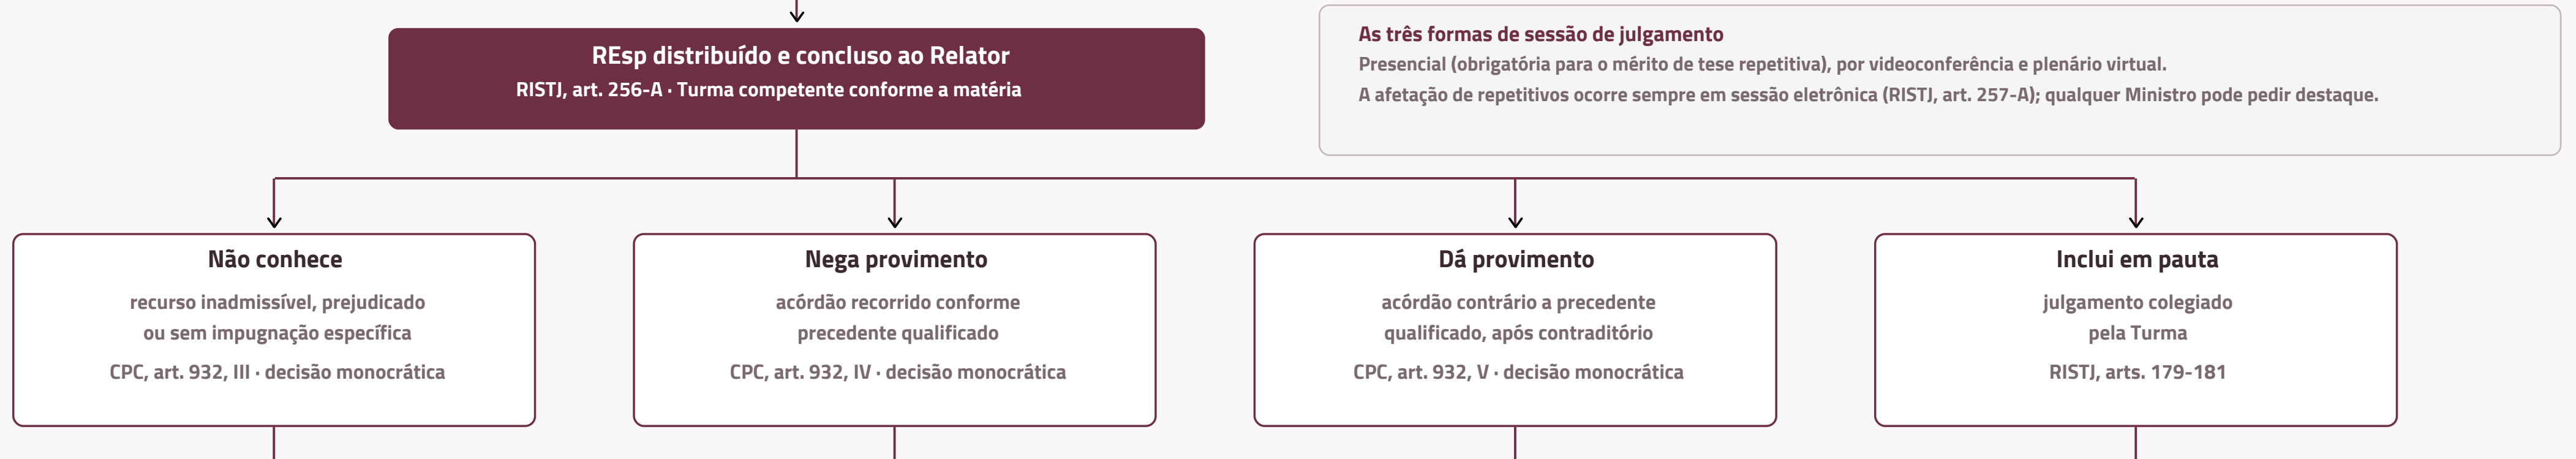 REsp distribuído e concluso ao Relator
RISTJ, art. 256-A · Turma competente conforme a matéria
As três formas de sessão de julgamento
Presencial (obrigatória para o mérito de tese repetitiva), por videoconferência e plenário virtual.
A afetação de repetitivos ocorre sempre em sessão eletrônica (RISTJ, art. 257-A); qualquer Ministro pode pedir destaque.
Não conhece
recurso inadmissível, prejudicado
ou sem impugnação específica
CPC, art. 932, III · decisão monocrática
Nega provimento
acórdão recorrido conforme
precedente qualificado
CPC, art. 932, IV · decisão monocrática
Dá provimento
acórdão contrário a precedente
qualificado, após contraditório
CPC, art. 932, V · decisão monocrática
Inclui em pauta
julgamento colegiado
pela Turma
RISTJ, arts. 179-181